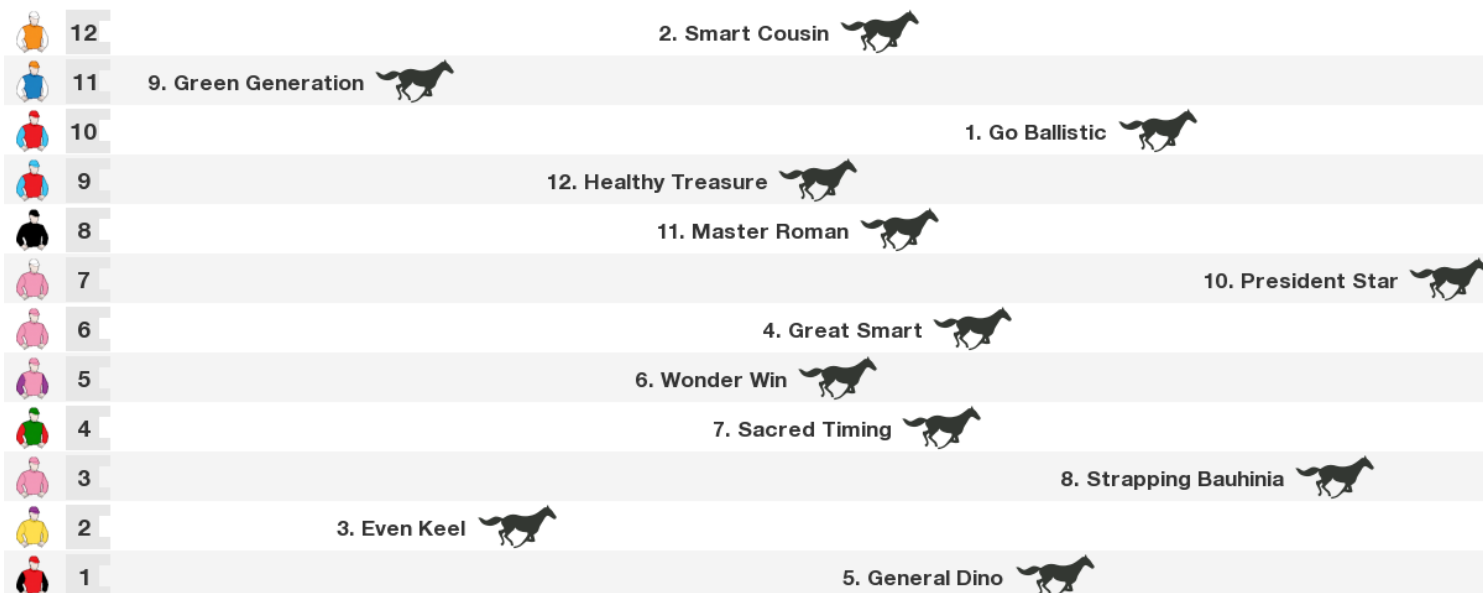 12 2. Smart Cousin
11 9. Green Generation
10 1. Go Ballistic
9 12. Healthy Treasure
8 11. Master Roman
7 10. President Star
6 4. Great Smart
5 6. Wonder Win
4 7. Sacred Timing
3 8. Strapping Bauhinia
2 3. Even Keel
1 5. General Dino